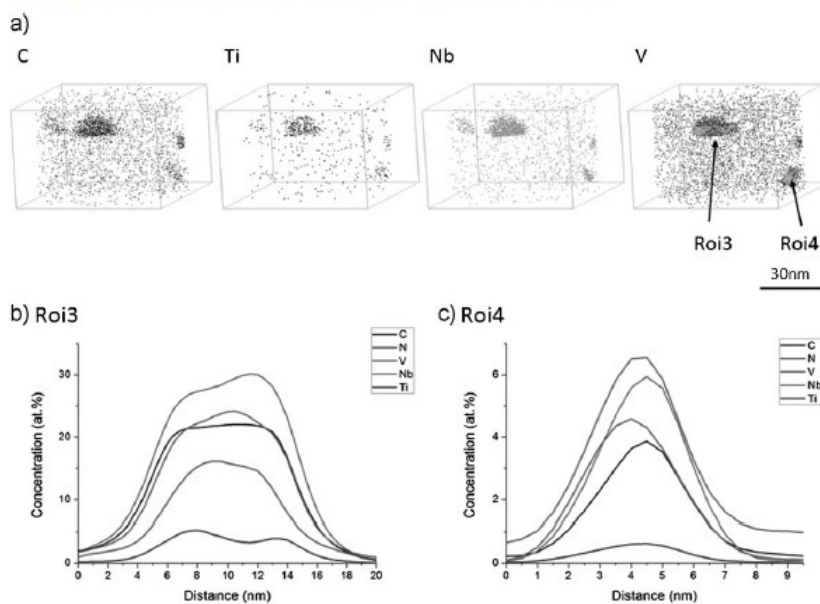 a)
C Ti Nb V
Roi3 Roi4
30nm
b) Roi3
C
N
V
Nb
Ti
30
20
10
0
Concentration (at.%)
0 2 4 6 8 10 12 14 16 18 20
Distance (nm)
c) Roi4
C
N
V
Nb
Ti
6
4
2
0
Concentration (at.%)
0 1 2 3 4 5 6 7 8 9
Distance (nm)